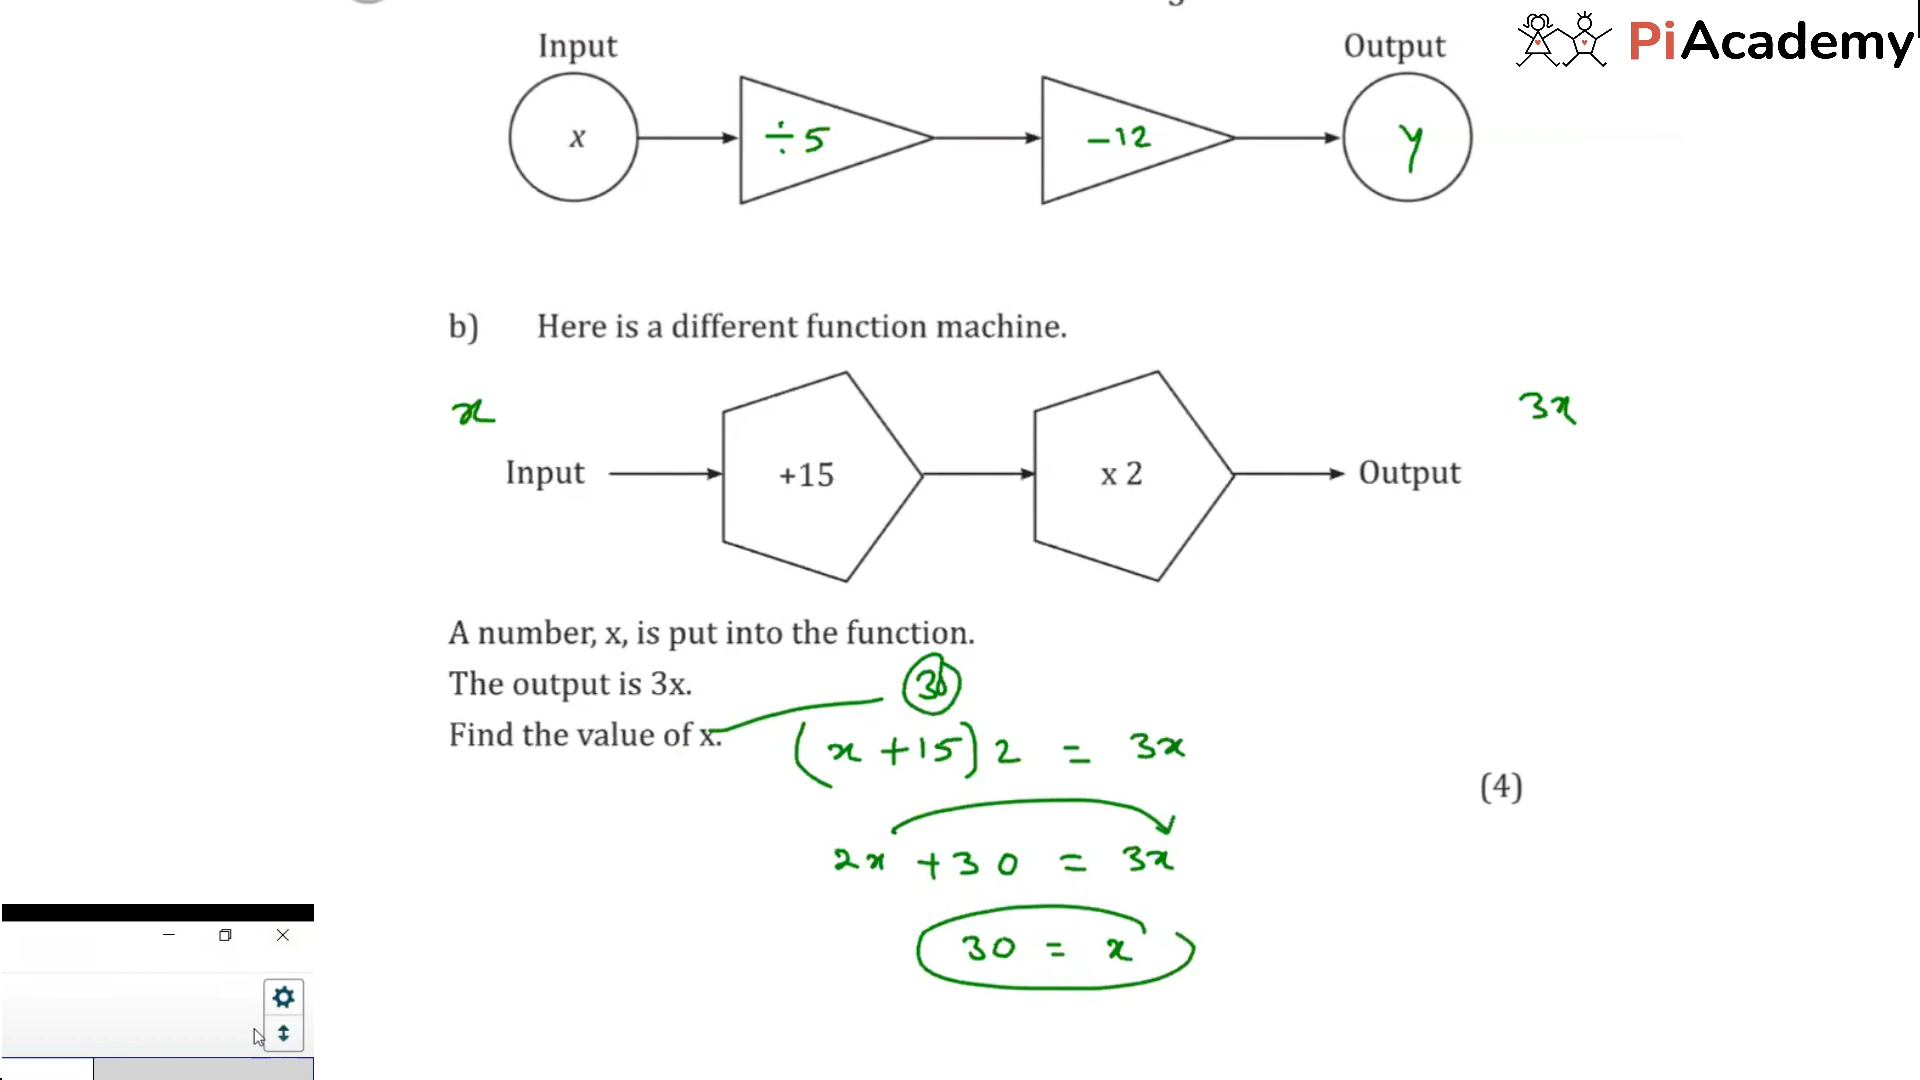 PiAcademy
Input
Output
x
÷5
−12
y
b) Here is a different function machine.
x
3x
Input
+15
x 2
Output
A number, x, is put into the function.
The output is 3x.
30
Find the value of x.
(x +15) 2 = 3x
(4)
2x +30 = 3x
30 = x